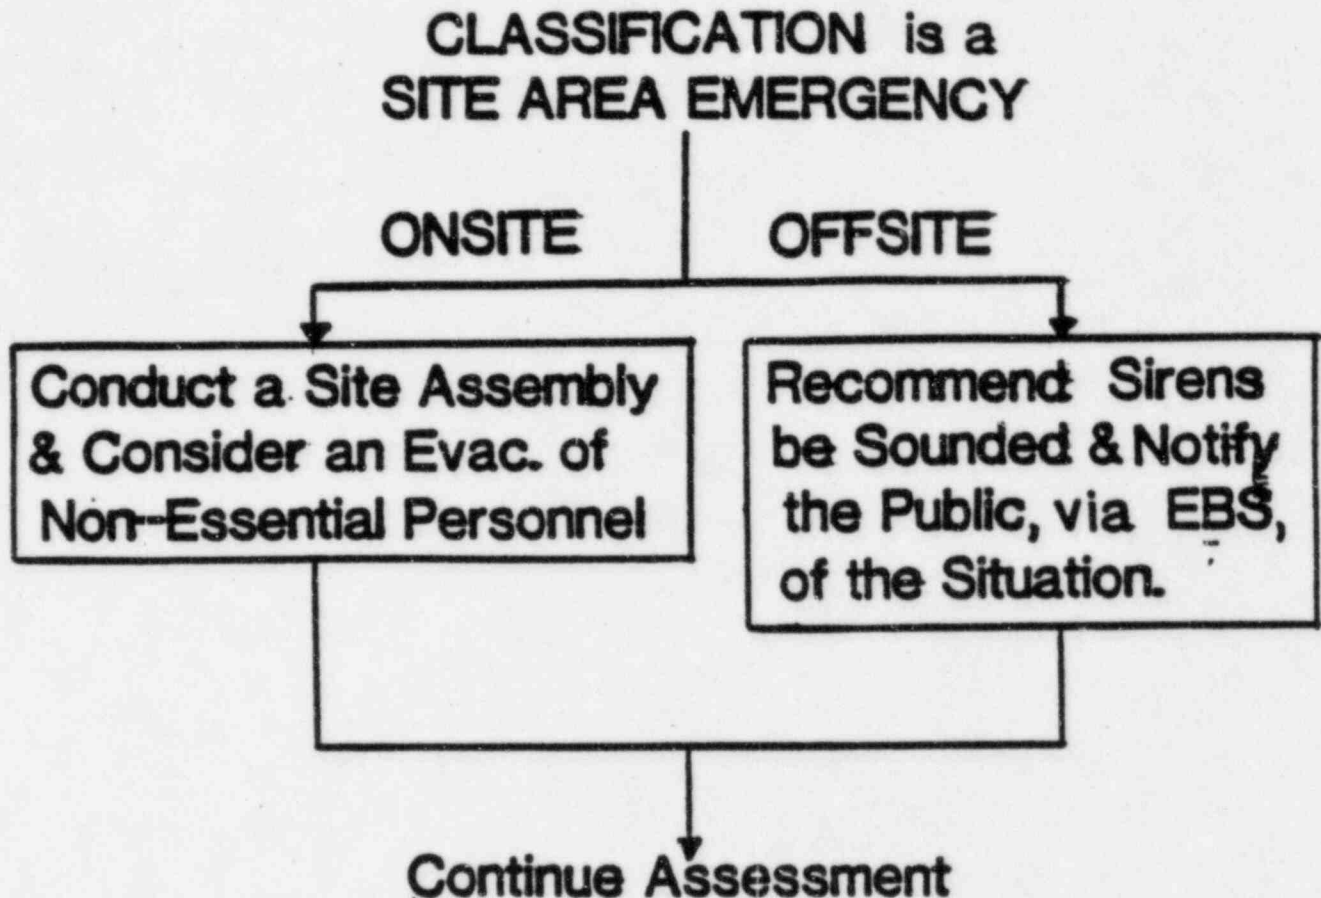 CLASSIFICATION is a
SITE AREA EMERGENCY
ONSITE
OFFSITE
Conduct a Site Assembly
& Consider an Evac. of
Non-Essential Personnel
Recommend Sirens
be Sounded & Notify
the Public, via EBS,
of the Situation.
Continue Assessment